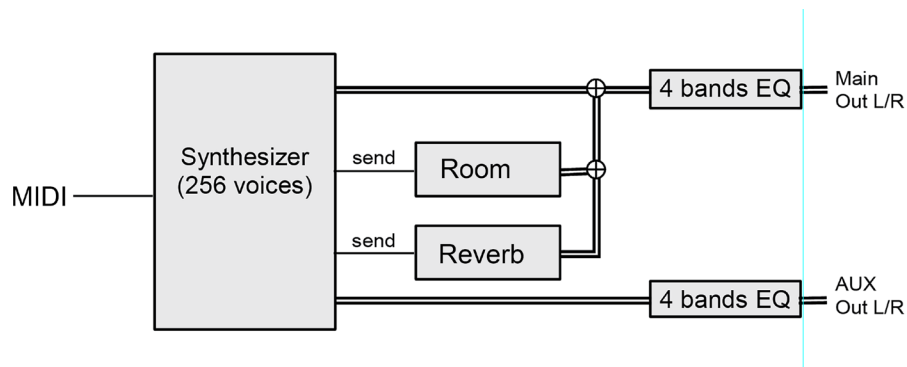 MIDI
Synthesizer
(256 voices)
send
Room
send
Reverb
4 bands EQ
Main
Out L/R
4 bands EQ
AUX
Out L/R